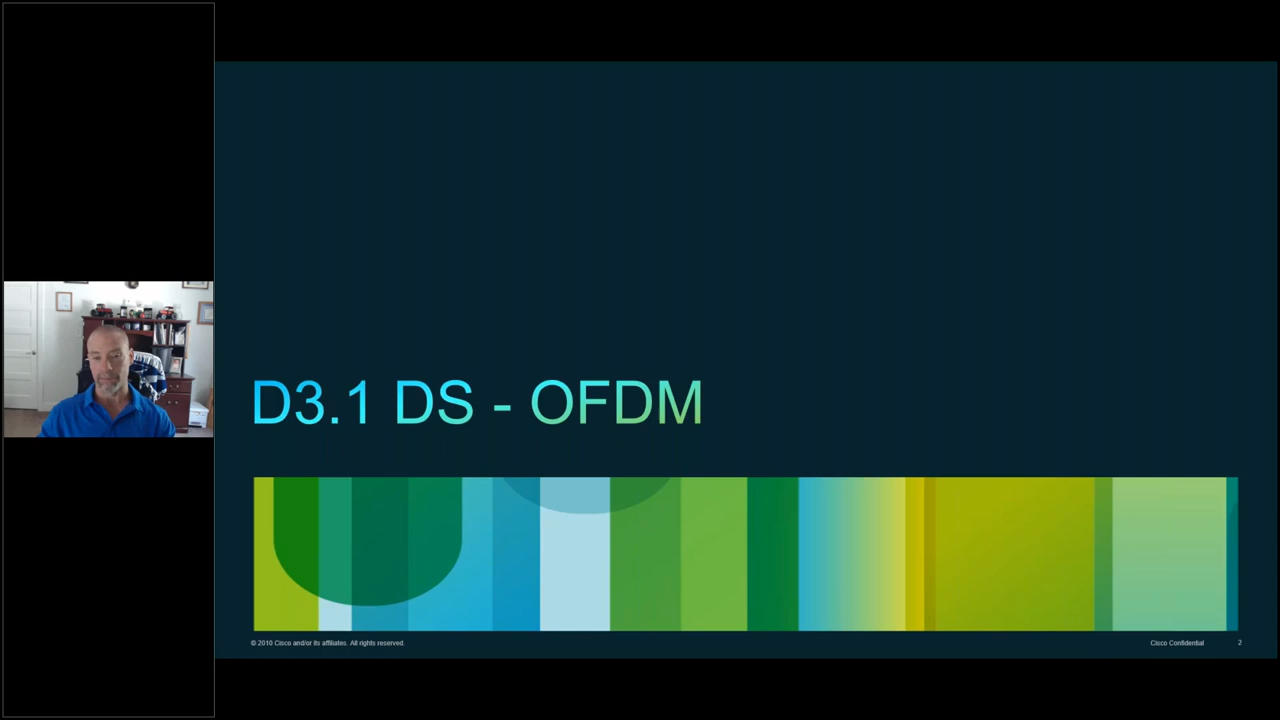 D3.1 DS - OFDM
© 2010 Cisco and/or its affiliates. All rights reserved.
Cisco Confidential
2